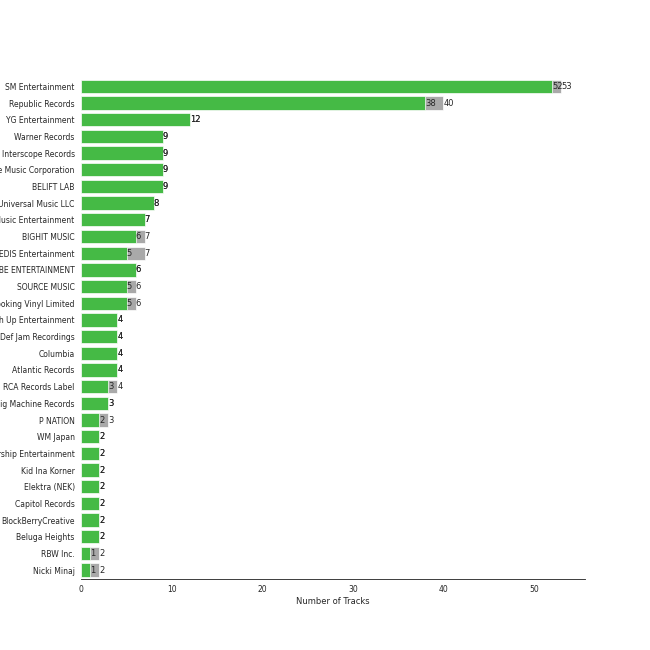 SM Entertainment 52 53
Republic Records 38 40
YG Entertainment 12
Warner Records 9
Interscope Records 9
e Music Corporation 9
BELIFT LAB 9
Universal Music LLC 8
usic Entertainment 7
BIGHIT MUSIC 6 7
EDIS Entertainment 5 7
BE ENTERTAINMENT 6
SOURCE MUSIC 5 6
oking Vinyl Limited 5 6
h Up Entertainment 4
Def Jam Recordings 4
Columbia 4
Atlantic Records 4
RCA Records Label 3 4
ig Machine Records 3
P NATION 2 3
WM Japan 2
rship Entertainment 2
Kid Ina Korner 2
Elektra (NEK) 2
Capitol Records 2
BlockBerryCreative 2
Beluga Heights 2
RBW Inc. 1 2
Nicki Minaj 1 2
0 10 20 30 40 50
Number of Tracks